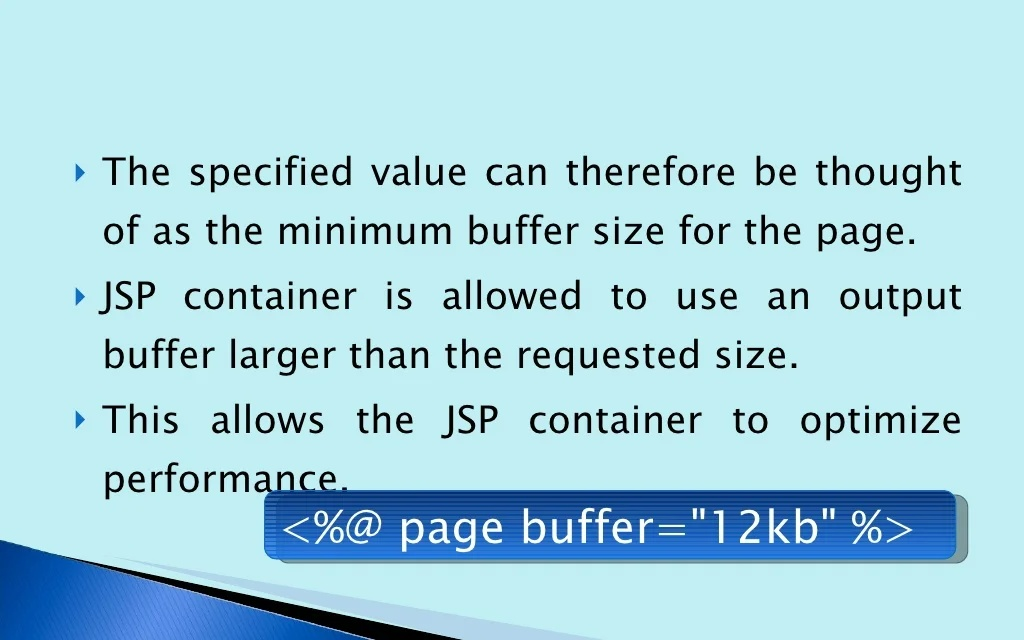 The specified value can therefore be thought
of as the minimum buffer size for the page.
JSP container is allowed to use an output
buffer larger than the requested size.
This allows the JSP container to optimize
performance.
<%@ page buffer="12kb" %>